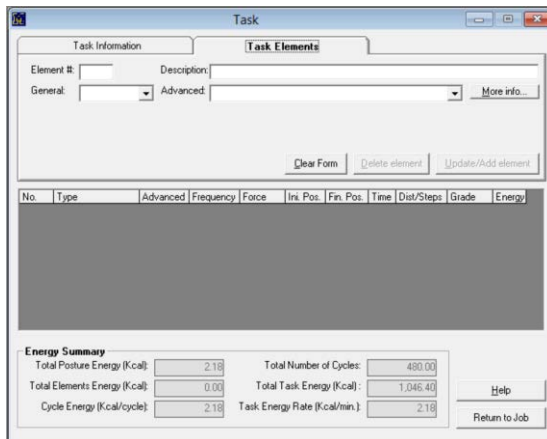 Task
Task Information Task Elements
Element #: Description:
General: Advanced: More info...
Clear Form Delete element Update/Add element
No. Type Advanced Frequency Force Ini. Pos. Fin. Pos. Time Dist/Steps Grade Energy
Energy Summary
Total Posture Energy (Kcal): 2.18 Total Number of Cycles: 480.00
Total Elements Energy (Kcal): 0.00 Total Task Energy (Kcal) : 1,046.40 Help
Cycle Energy (Kcal/cycle): 2.18 Task Energy Rate (Kcal/min.): 2.18 Return to Job